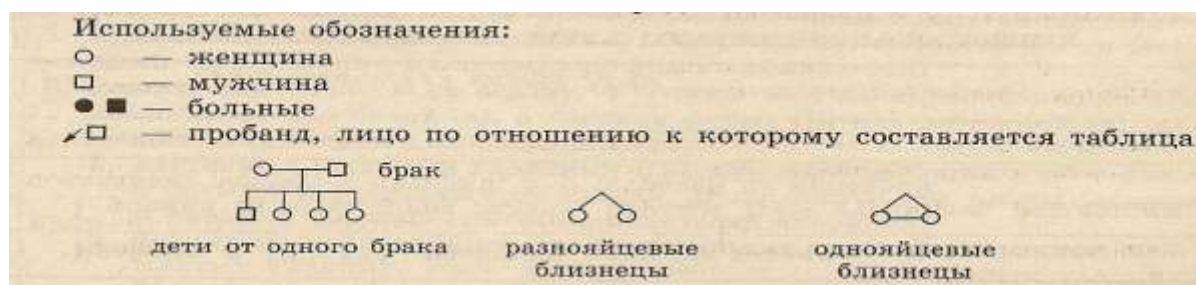 Используемые обозначения:
— женщина
— мужчина
— больные
— пробанд, лицо по отношению к которому составляется таблица
брак
дети от одного брака
разнояйцевые
близнецы
однояйцевые
близнецы